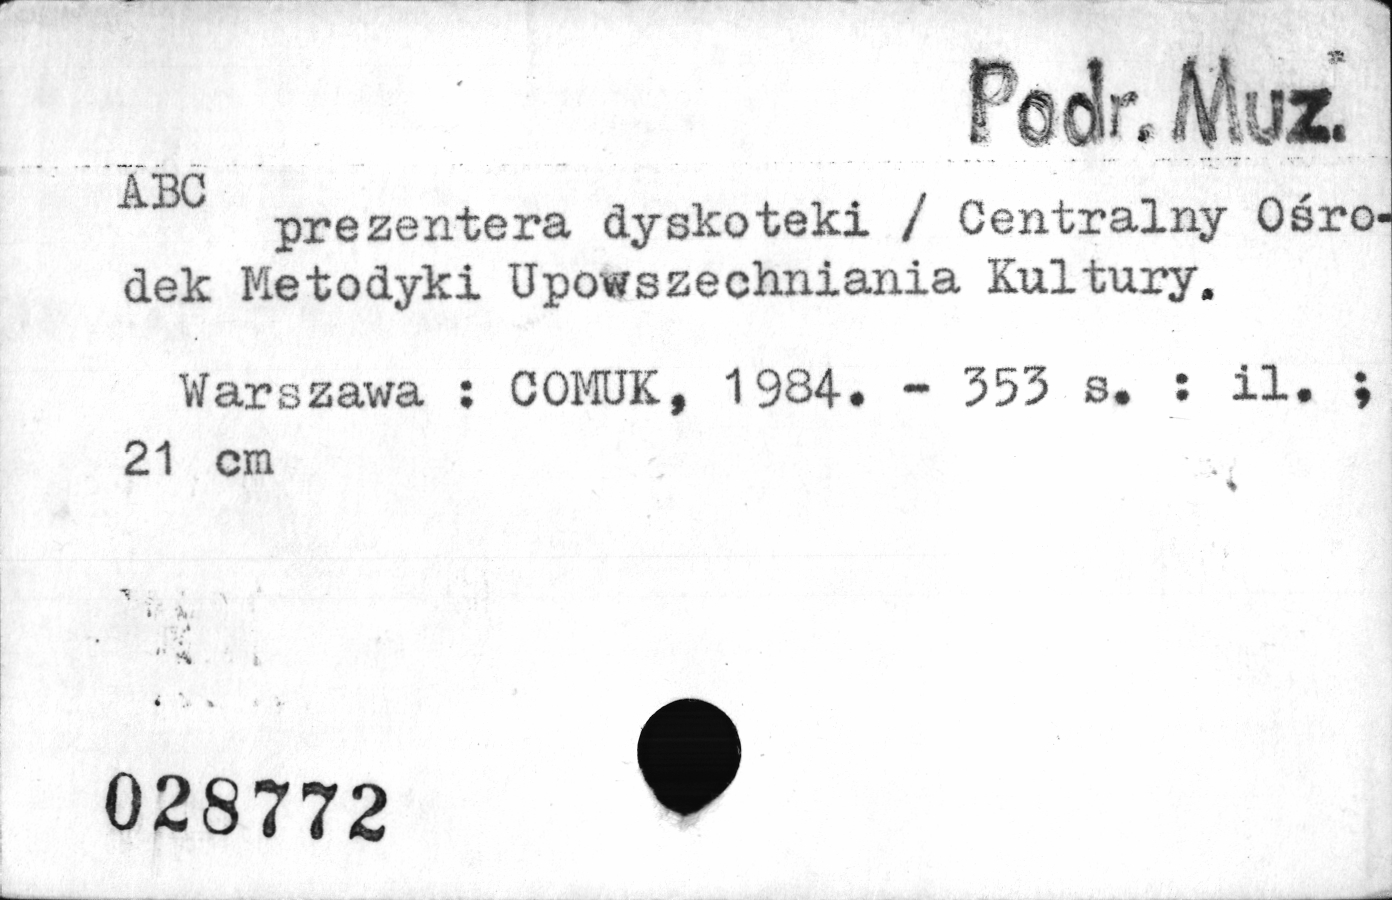 Podr. Muz.
ABC
prezentera dyskoteki / Centralny Ośro-
dek Metodyki Upowszechniania Kultury.
Warszawa : COMUK, 1984. - 353 s. : il. ;
21 cm
028772